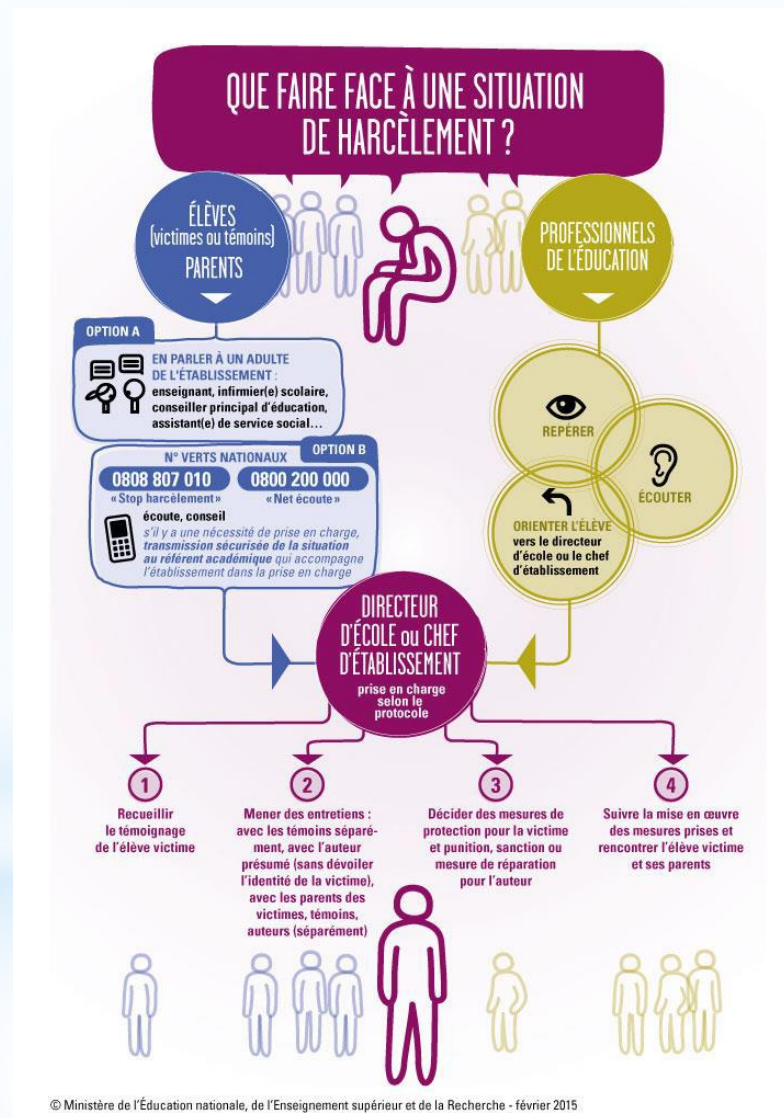 QUE FAIRE FACE À UNE SITUATION
DE HARCÈLEMENT ?
ÉLÈVES
(victimes ou témoins)
PARENTS
PROFESSIONNELS
DE L'ÉDUCATION
OPTION A
EN PARLER À UN ADULTE
DE L'ÉTABLISSEMENT :
enseignant, infirmier(e) scolaire,
conseiller principal d'éducation,
assistant(e) de service social...
OPTION B
N° VERTS NATIONAUX
0808 807 010
« Stop harcèlement »
0800 200 000
« Net écoute »
écoute, conseil
s'il y a une nécessité de prise en charge,
transmission sécurisée de la situation
au référent académique qui accompagne
l'établissement dans la prise en charge
REPÉRER
ÉCOUTER
ORIENTER L'ÉLÈVE
vers le directeur
d'école ou le chef
d'établissement
DIRECTEUR
D'ÉCOLE ou CHEF
D'ÉTABLISSEMENT
prise en charge
selon le
protocole
1
Recueillir
le témoignage
de l'élève victime
2
Mener des entretiens :
avec les témoins séparé-
ment, avec l'auteur
présumé (sans dévoiler
l'identité de la victime),
avec les parents des
victimes, témoins,
auteurs (séparément)
3
Décider des mesures de
protection pour la victime
et punition, sanction ou
mesure de réparation
pour l'auteur
4
Suivre la mise en œuvre
des mesures prises et
rencontrer l'élève victime
et ses parents
© Ministère de l'Éducation nationale, de l'Enseignement supérieur et de la Recherche - février 2015